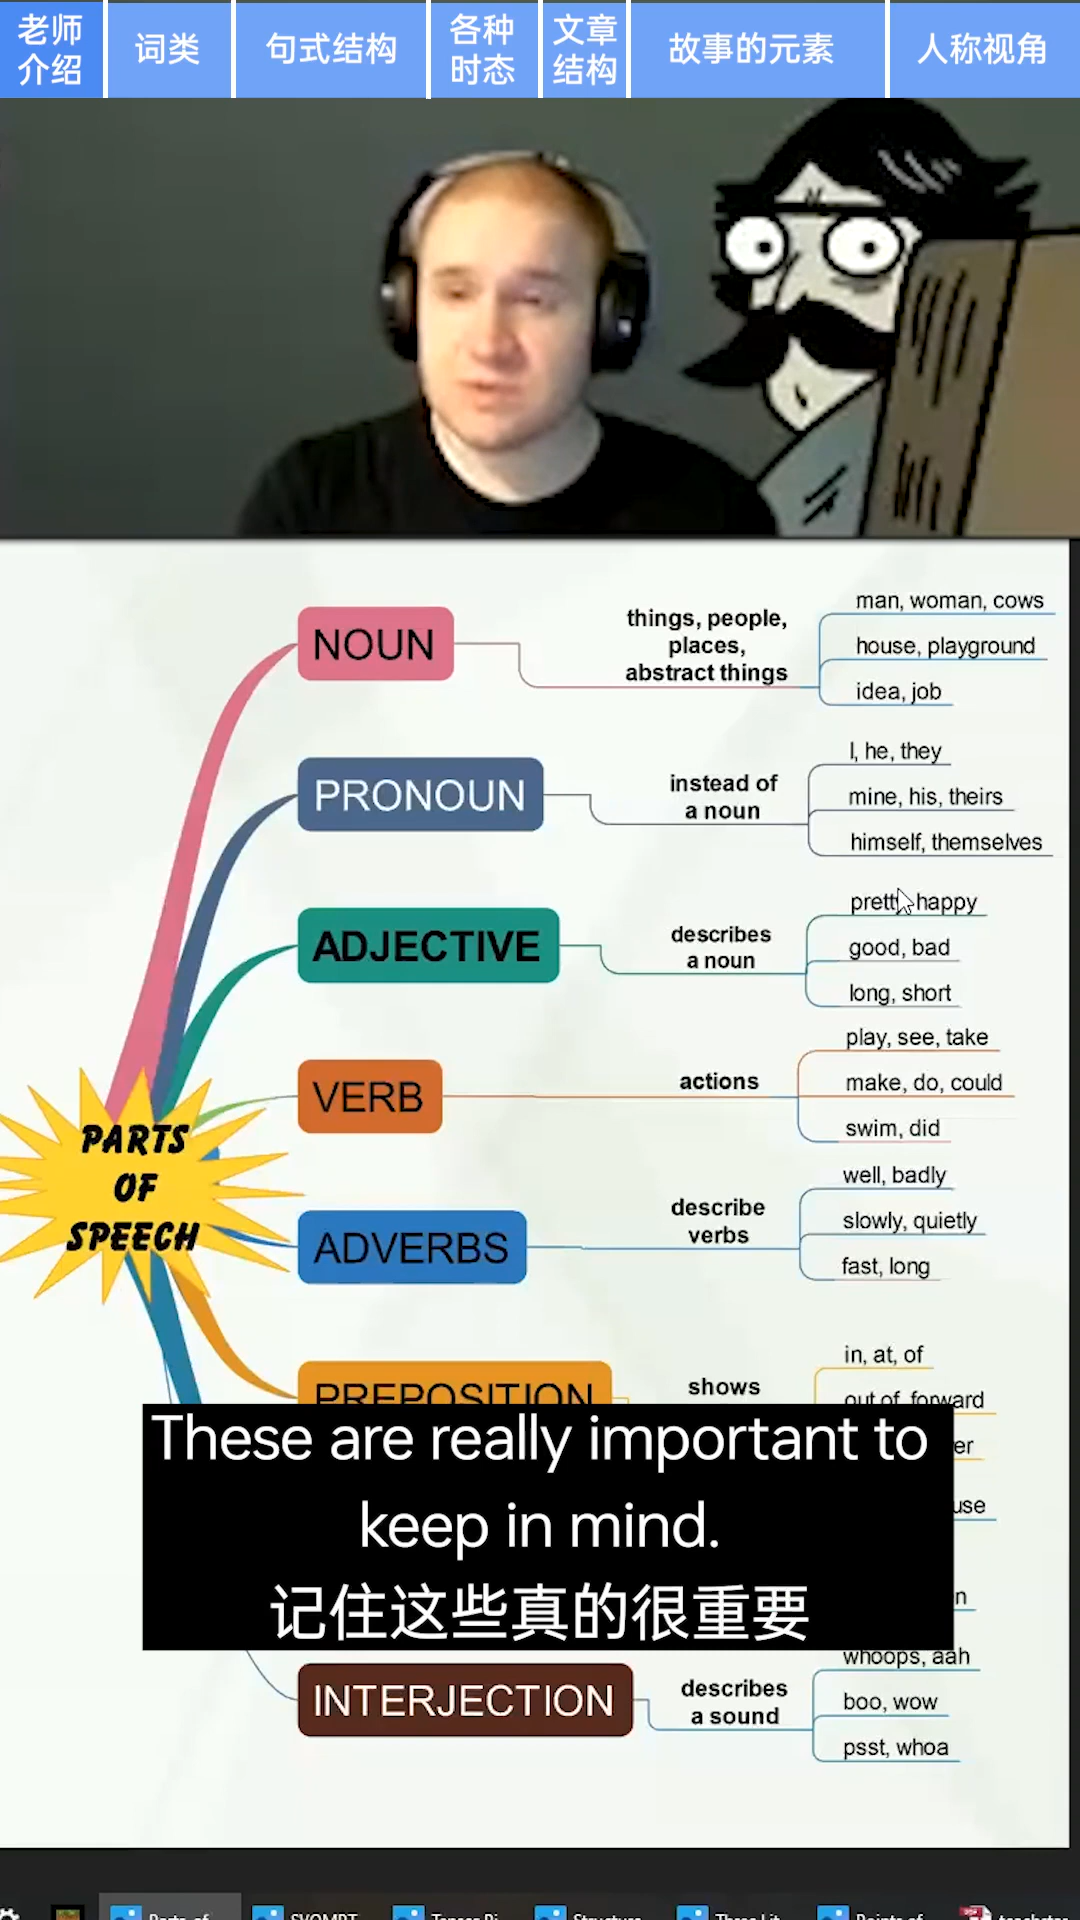 老师
介绍
词类
句式结构
各种
时态
文章
结构
故事的元素
人称视角
NOUN
things, people,
places,
abstract things
man, woman, cows
house, playground
idea, job
PRONOUN
instead of
a noun
I, he, they
mine, his, theirs
himself, themselves
ADJECTIVE
describes
a noun
happy
good, bad
long, short
VERB
actions
play, see, take
make, do, could
swim, did
PARTS
OF
SPEECH
ADVERBS
describe
verbs
well, badly
slowly, quietly
fast, long
PREPOSITION
shows
in, at, of
out of, forward
These are really important to
keep in mind.
记住这些真的很重要
whoops, aah
INTERJECTION
describes
a sound
boo, wow
psst, whoa